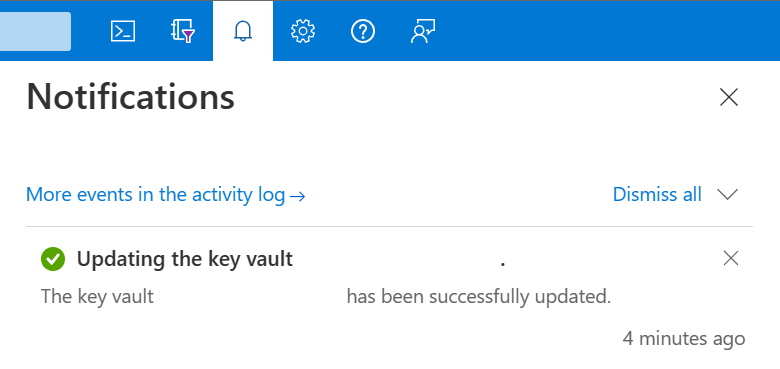 Notifications
More events in the activity log →
Dismiss all
Updating the key vault .
The key vault has been successfully updated.
4 minutes ago